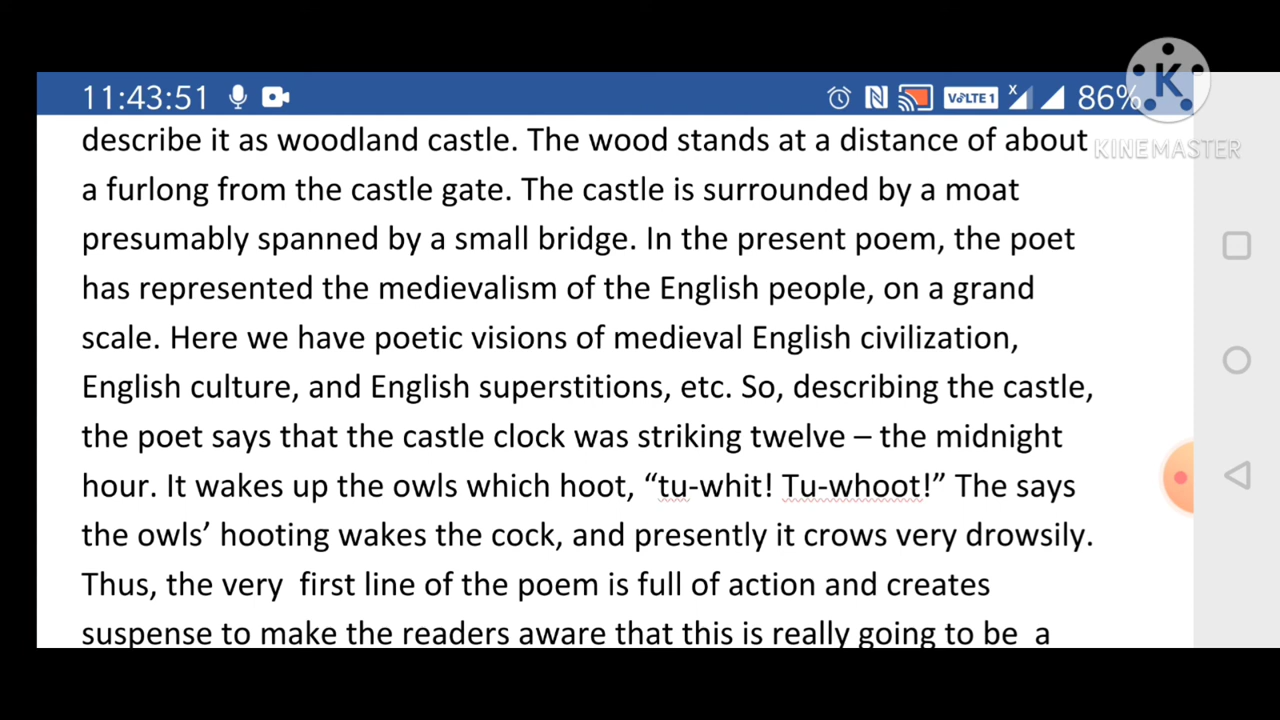 11:43:51 VoLTE 1 X 86%
K
KINEMASTER
describe it as woodland castle. The wood stands at a distance of about
a furlong from the castle gate. The castle is surrounded by a moat
presumably spanned by a small bridge. In the present poem, the poet
has represented the medievalism of the English people, on a grand
scale. Here we have poetic visions of medieval English civilization,
English culture, and English superstitions, etc. So, describing the castle,
the poet says that the castle clock was striking twelve – the midnight
hour. It wakes up the owls which hoot, “tu-whit! Tu-whoot!” The says
the owls’ hooting wakes the cock, and presently it crows very drowsily.
Thus, the very  first line of the poem is full of action and creates
suspense to make the readers aware that this is really going to be  a